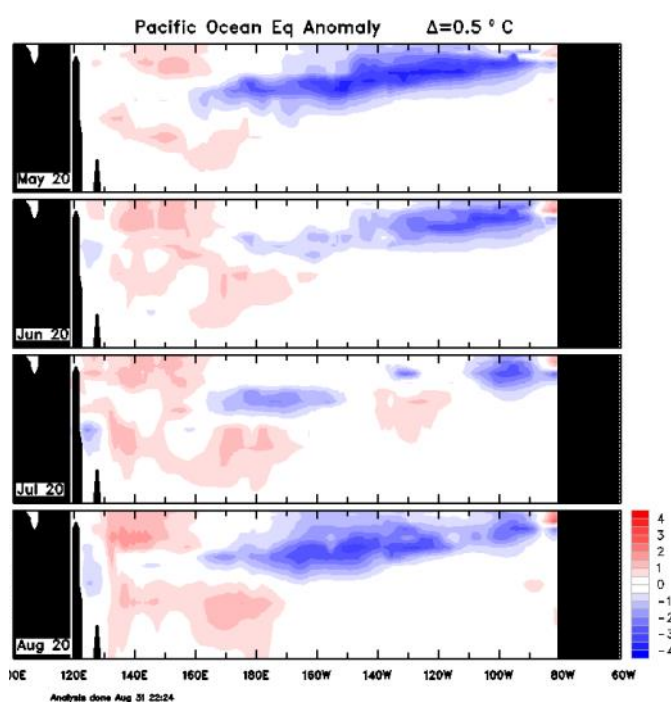 Pacific Ocean Eq Anomaly Δ=0.5 ° C
May 20
Jun 20
Jul 20
Aug 20
4
3
2
1
0
-1
-2
-3
-4
00E 120E 140E 160E 180E 160W 140W 120W 100W 80W 60W
Analysis done Aug 31 22:24